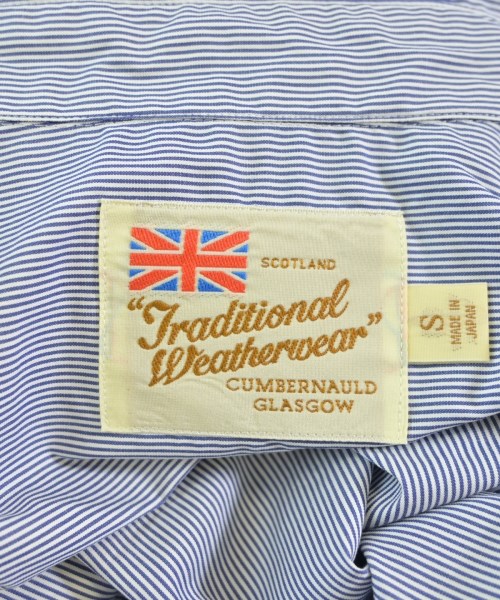 SCOTLAND
"Traditional
Weatherwear"
CUMBERNAULD
GLASGOW
S
MADE IN
JAPAN